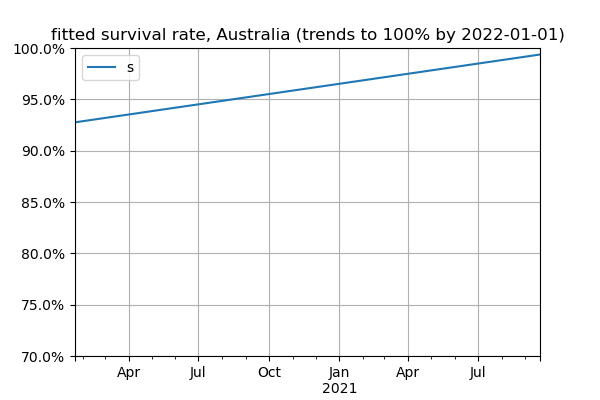 fitted survival rate, Australia (trends to 100% by 2022-01-01)
100.0%
s
95.0%
90.0%
85.0%
80.0%
75.0%
70.0%
Apr Jul Oct Jan Apr Jul
2021